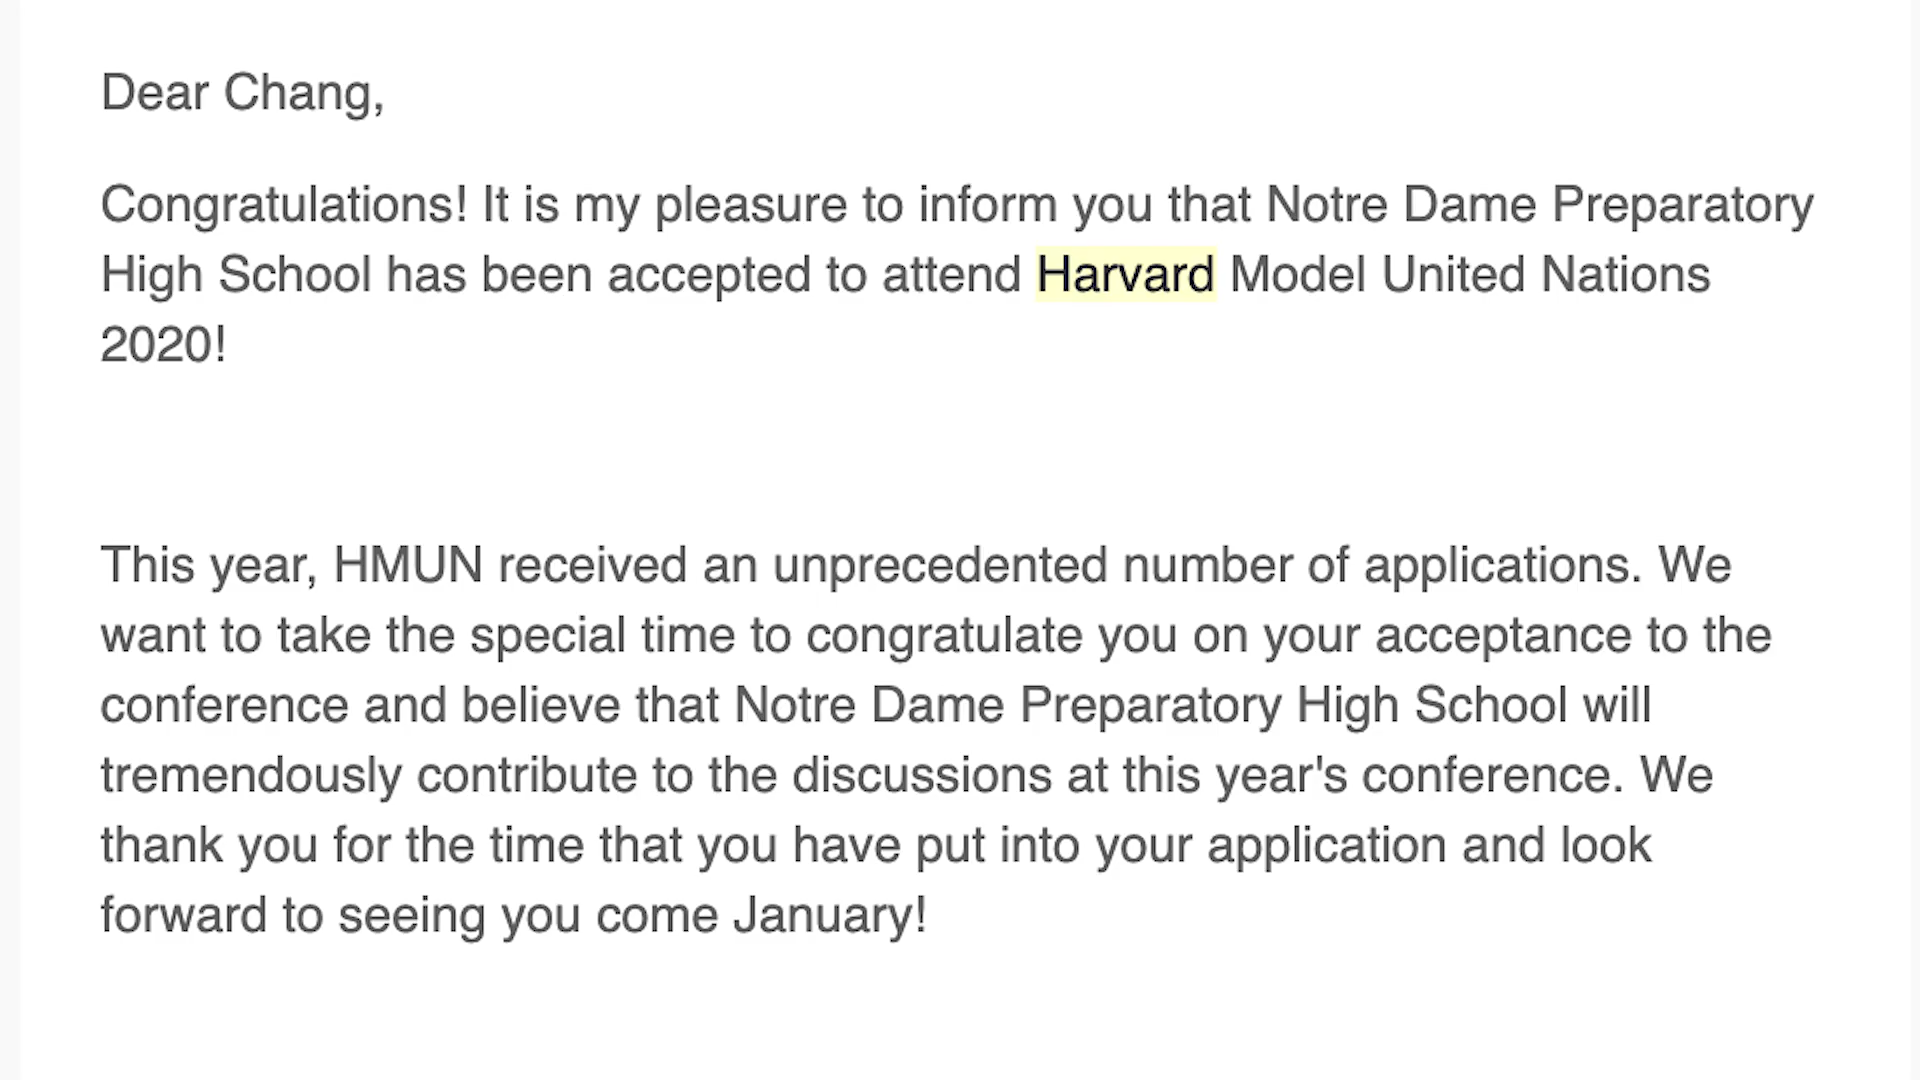 Dear Chang,
Congratulations! It is my pleasure to inform you that Notre Dame Preparatory
High School has been accepted to attend Harvard Model United Nations
2020!
This year, HMUN received an unprecedented number of applications. We
want to take the special time to congratulate you on your acceptance to the
conference and believe that Notre Dame Preparatory High School will
tremendously contribute to the discussions at this year's conference. We
thank you for the time that you have put into your application and look
forward to seeing you come January!